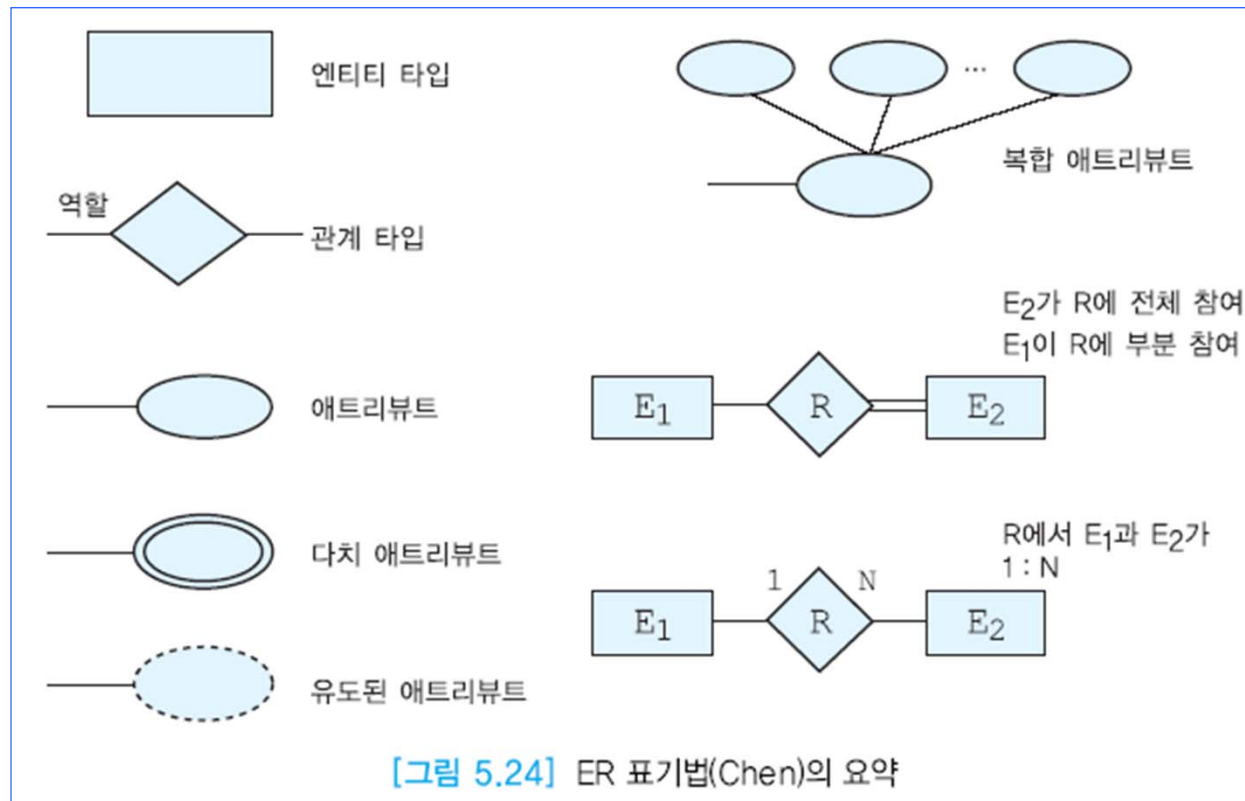 엔티티 타입
역할
관계 타입
애트리뷰트
다치 애트리뷰트
유도된 애트리뷰트
...
복합 애트리뷰트
E2가 R에 전체 참여
E1이 R에 부분 참여
E1 R E2
R에서 E1과 E2가
1 : N
1 N
E1 R E2
[그림 5.24] ER 표기법(Chen)의 요약